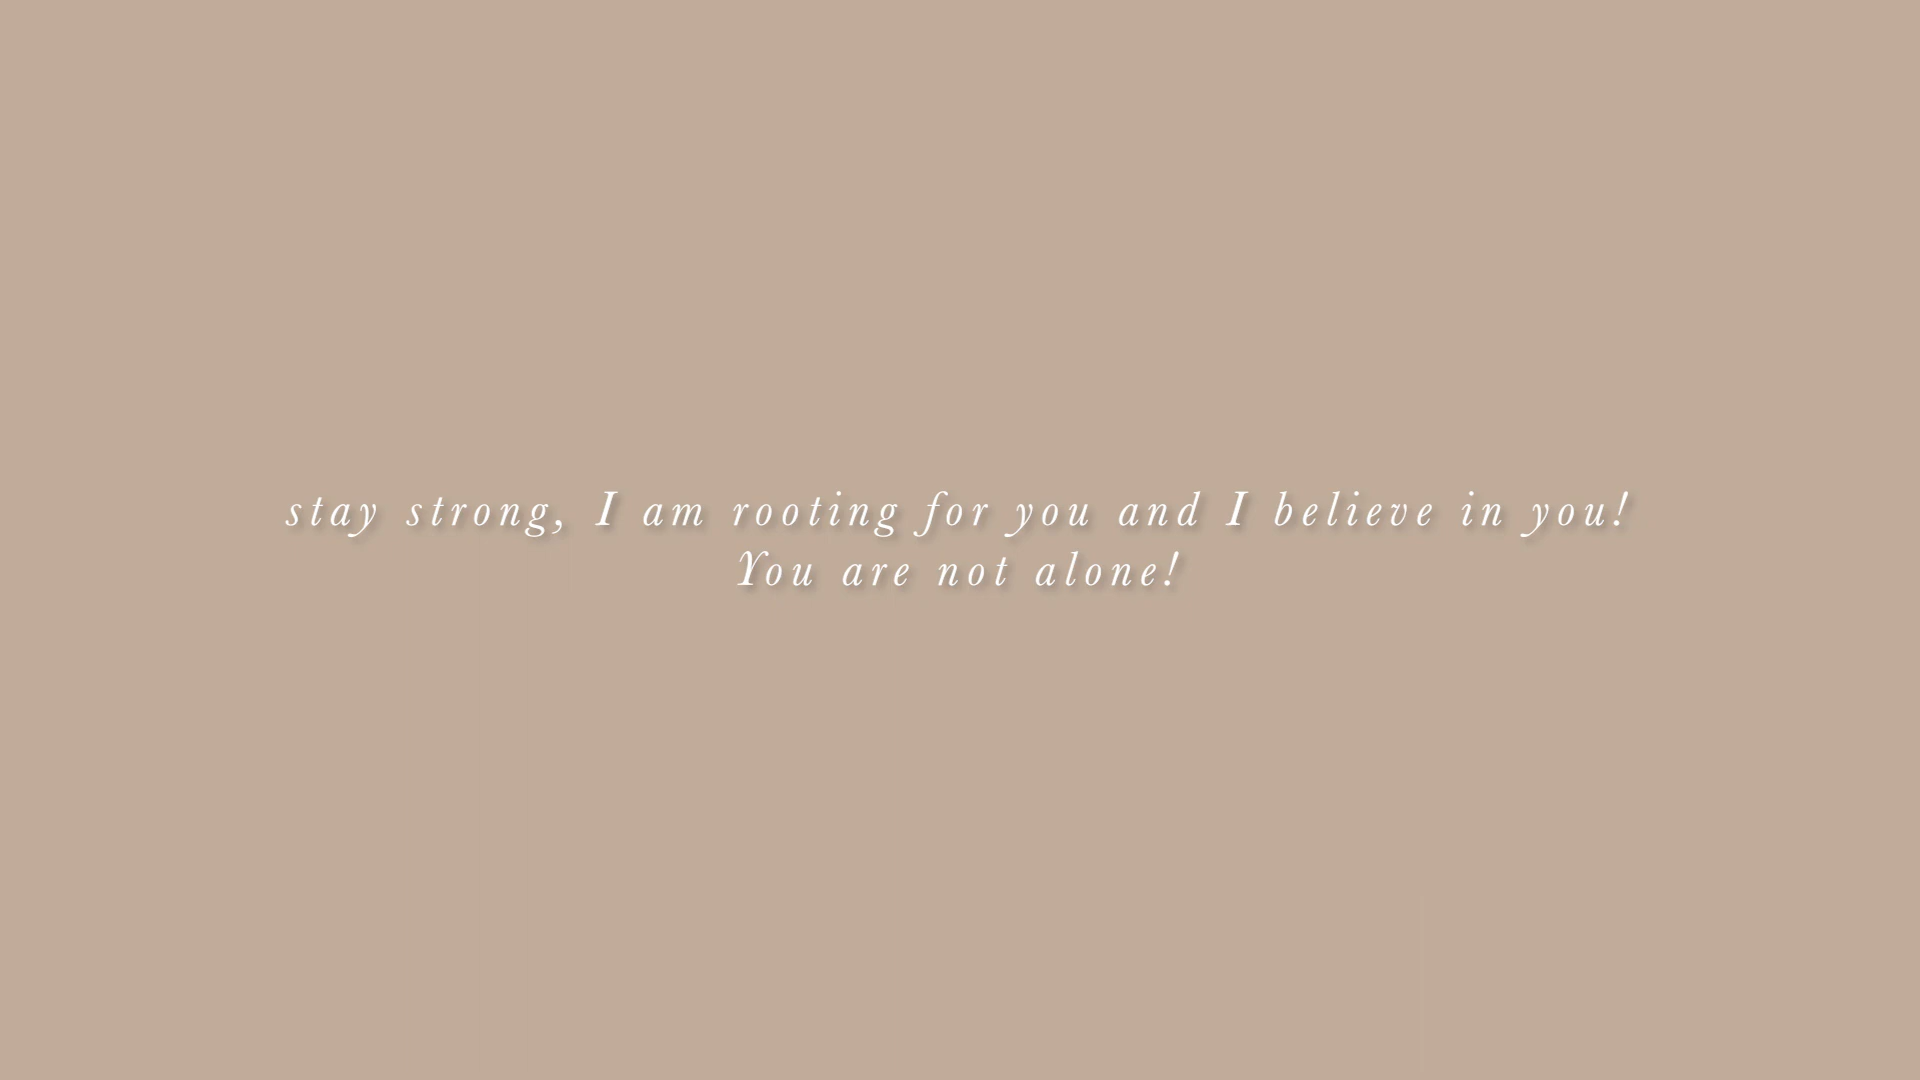 stay strong, I am rooting for you and I believe in you!
You are not alone!